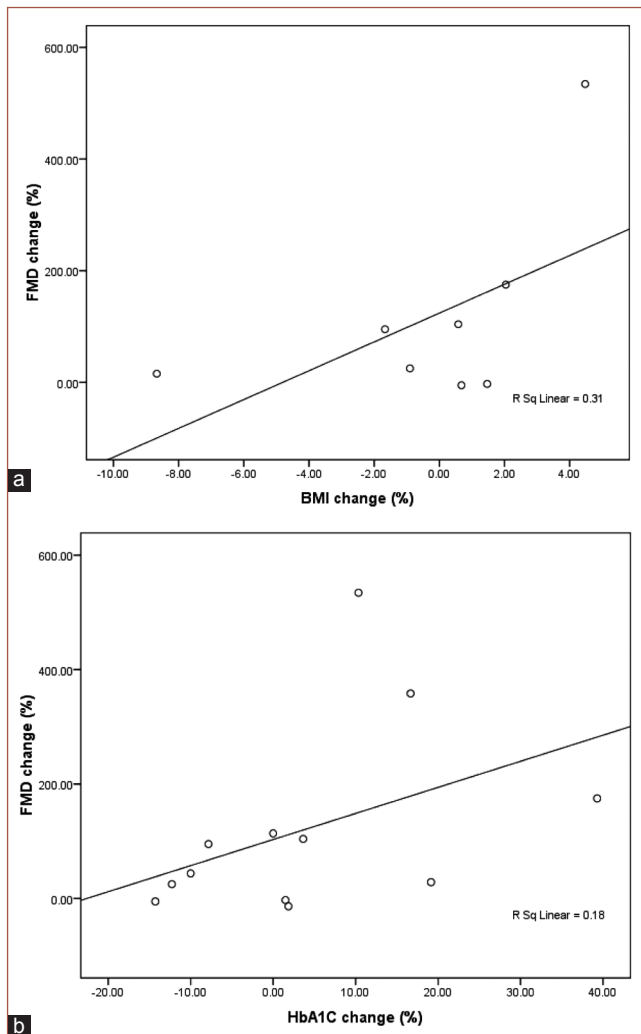 600.00
400.00
200.00
0.00
FMD change (%)
R Sq Linear = 0.31
-10.00 -8.00 -6.00 -4.00 -2.00 0.00 2.00 4.00
BMI change (%)
a
600.00
400.00
200.00
0.00
FMD change (%)
R Sq Linear = 0.18
-20.00 -10.00 0.00 10.00 20.00 30.00 40.00
HbA1C change (%)
b